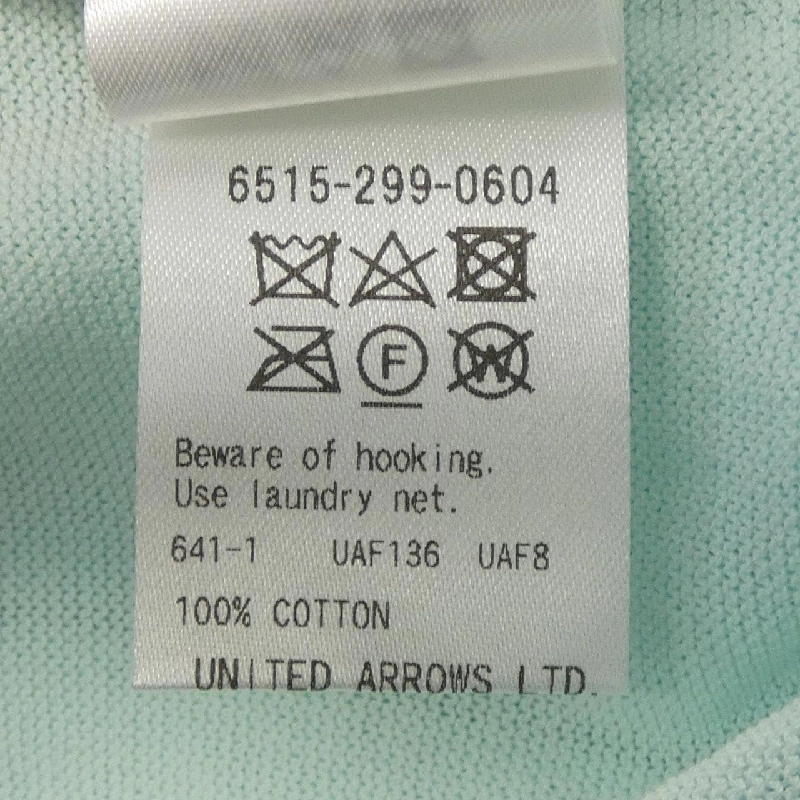 6515-299-0604
F W
Beware of hooking.
Use laundry net.
641-1 UAF136 UAF8
100% COTTON
UNITED ARROWS LTD.